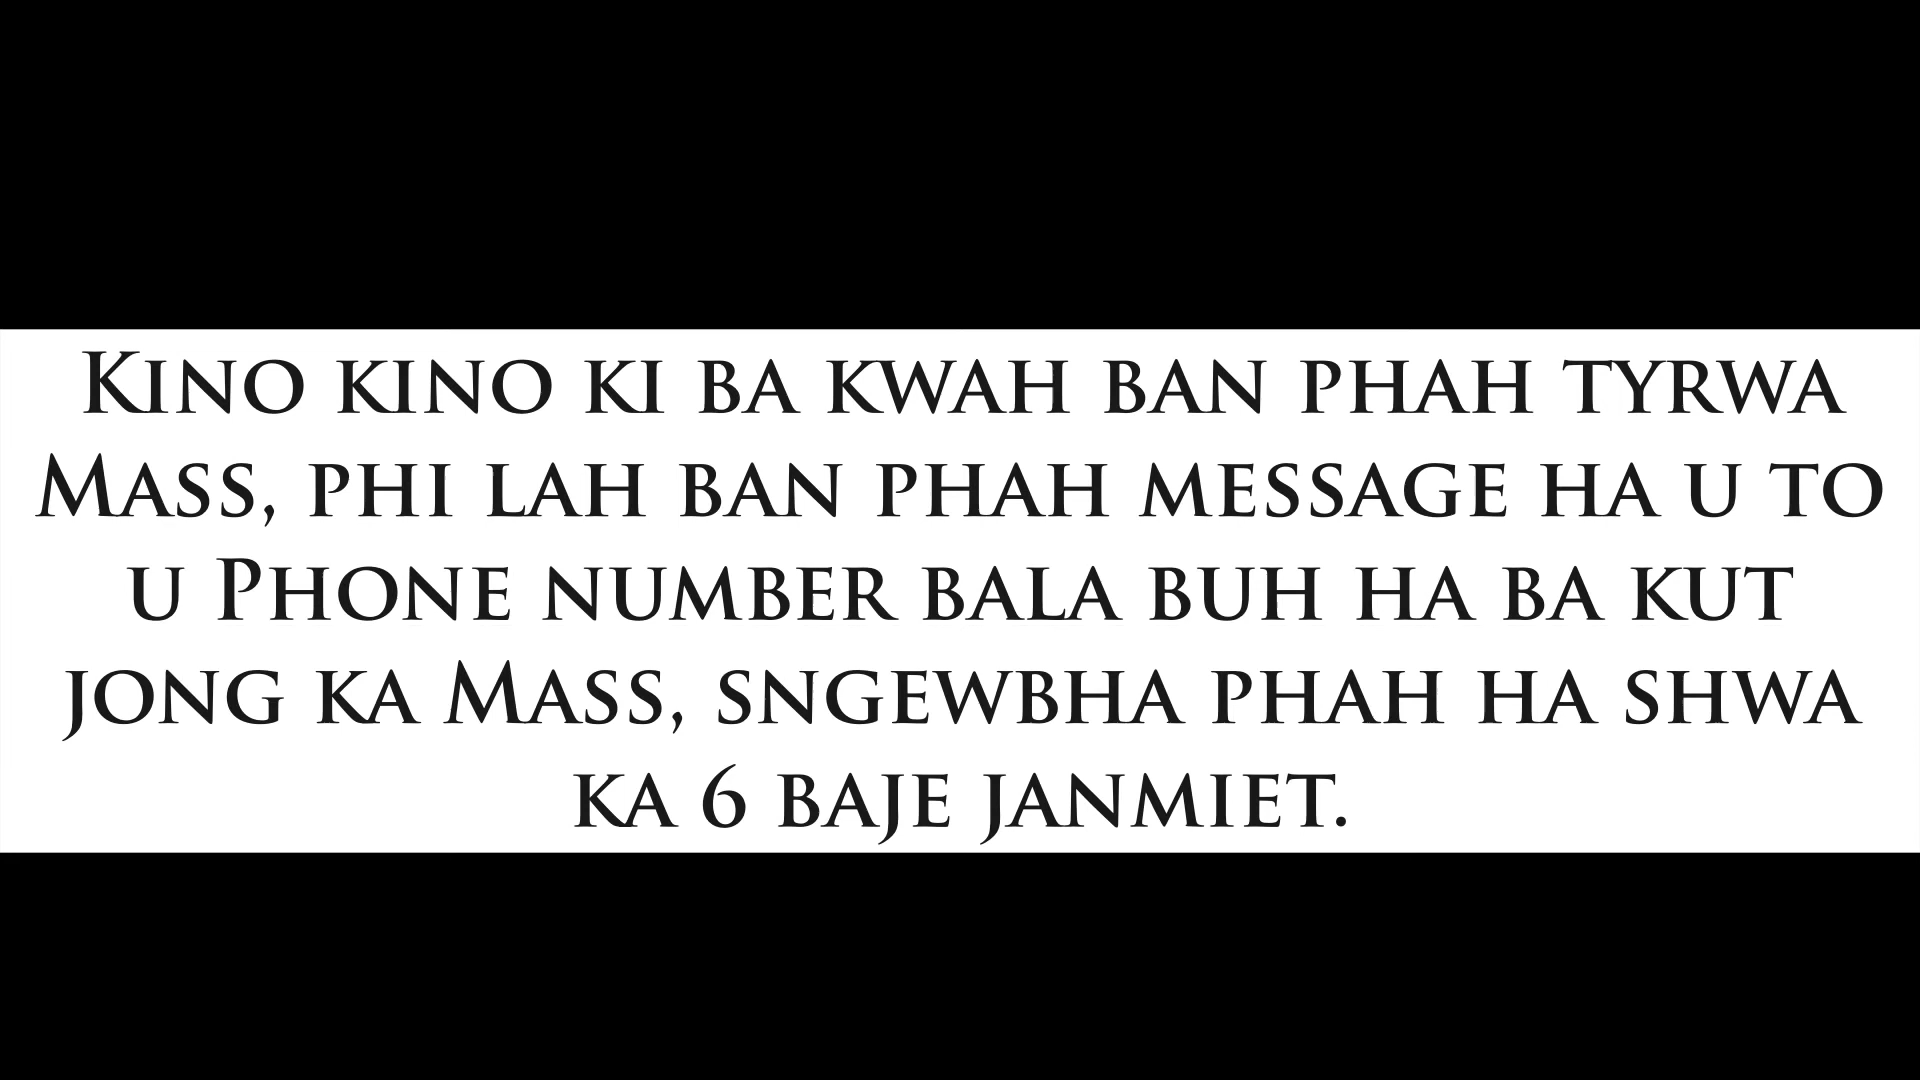 Kino kino ki ba kwah ban phah tyrwa
Mass, phi lah ban phah message ha u to
u Phone number bala buh ha ba kut
jong ka Mass, sngewbha phah ha shwa
ka 6 baje janmiet.